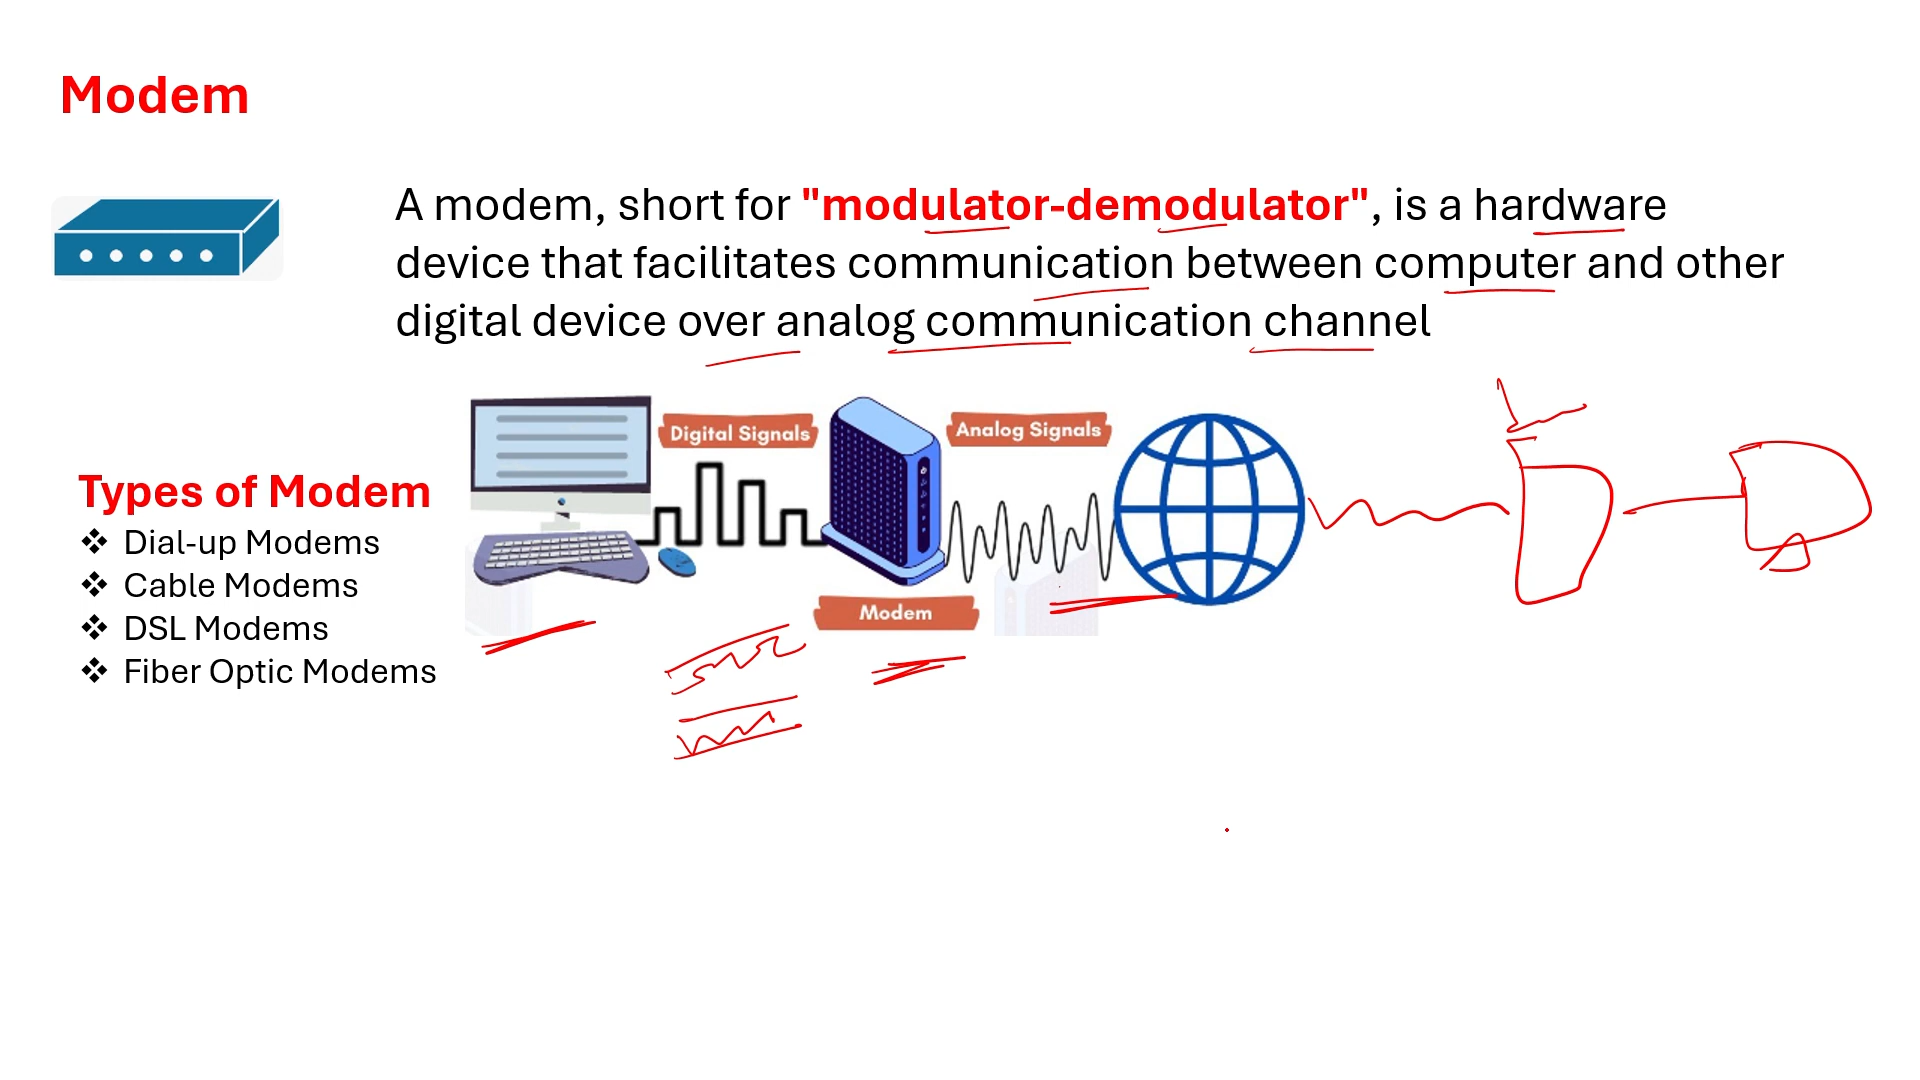 Modem
A modem, short for "modulator-demodulator", is a hardware
device that facilitates communication between computer and other
digital device over analog communication channel
Digital Signals
Analog Signals
Modem
Types of Modem
❖ Dial-up Modems
❖ Cable Modems
❖ DSL Modems
❖ Fiber Optic Modems